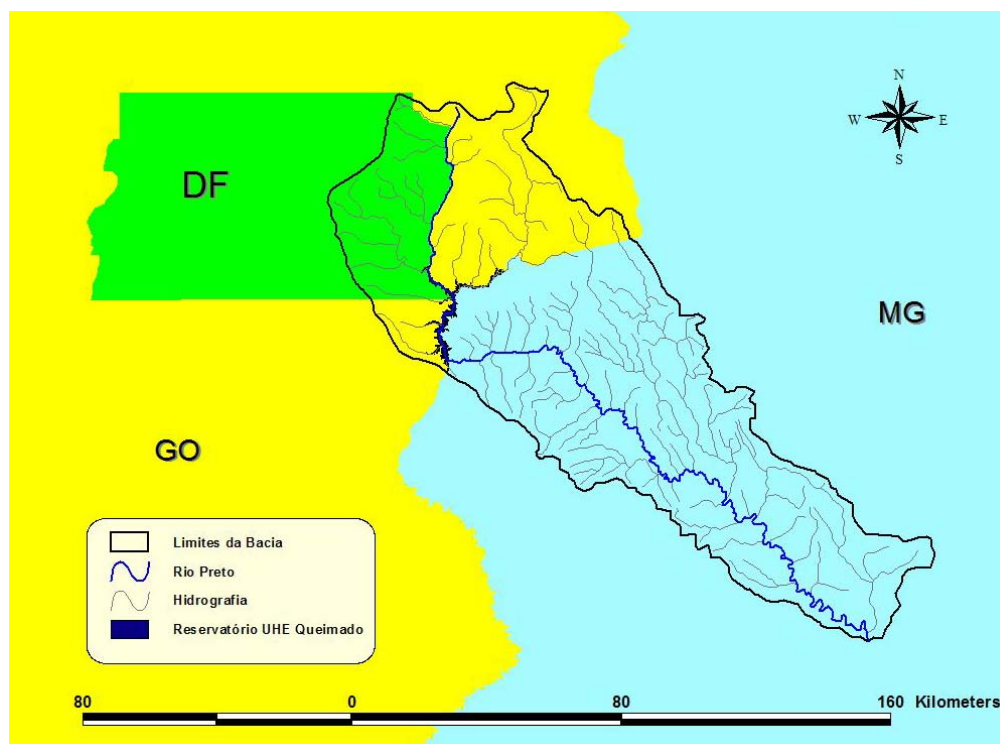 N
W E
S
DF
MG
GO
Limites da Bacia
Rio Preto
Hidrografia
Reservatório UHE Queimado
80 0 80 160 Kilometers